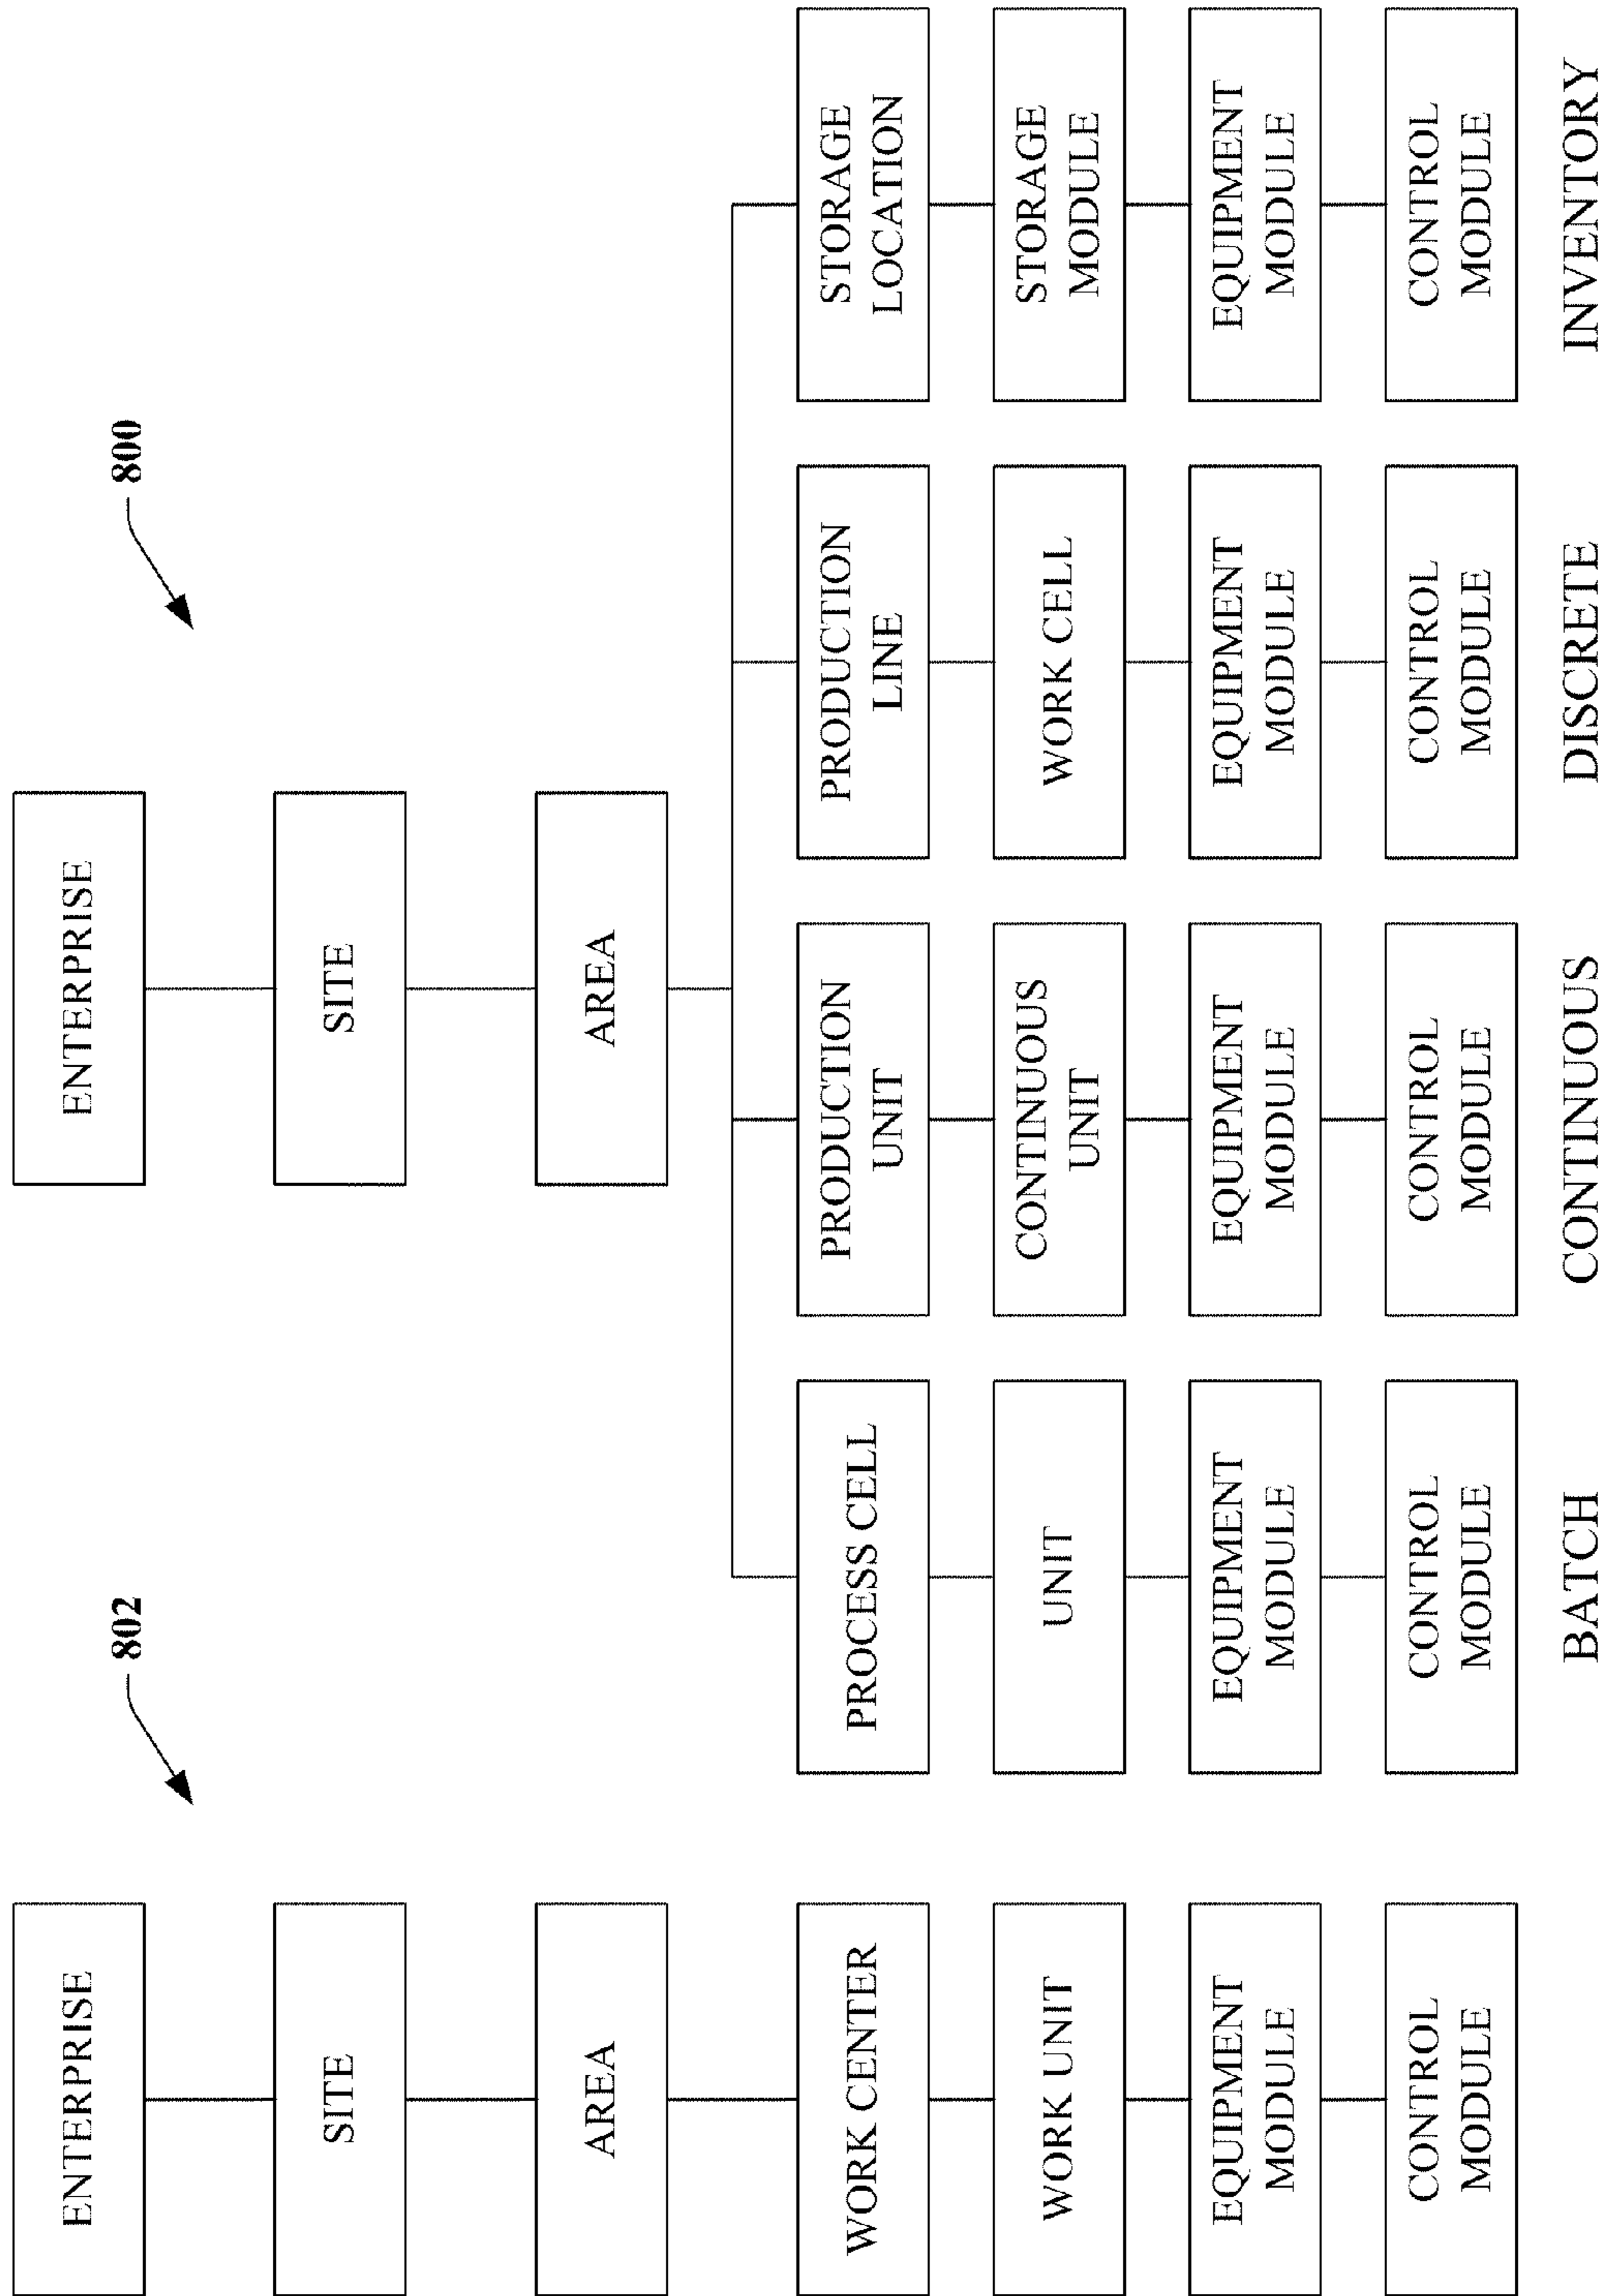 802
800
ENTERPRISE
ENTERPRISE
SITE
SITE
AREA
AREA
WORK CENTER
PROCESS CELL
PRODUCTION
UNIT
PRODUCTION
LINE
STORAGE
LOCATION
WORK UNIT
UNIT
CONTINUOUS
UNIT
WORK CELL
STORAGE
MODULE
EQUIPMENT
MODULE
EQUIPMENT
MODULE
EQUIPMENT
MODULE
EQUIPMENT
MODULE
EQUIPMENT
MODULE
CONTROL
MODULE
CONTROL
MODULE
CONTROL
MODULE
CONTROL
MODULE
CONTROL
MODULE
BATCH
CONTINUOUS
DISCRETE
INVENTORY